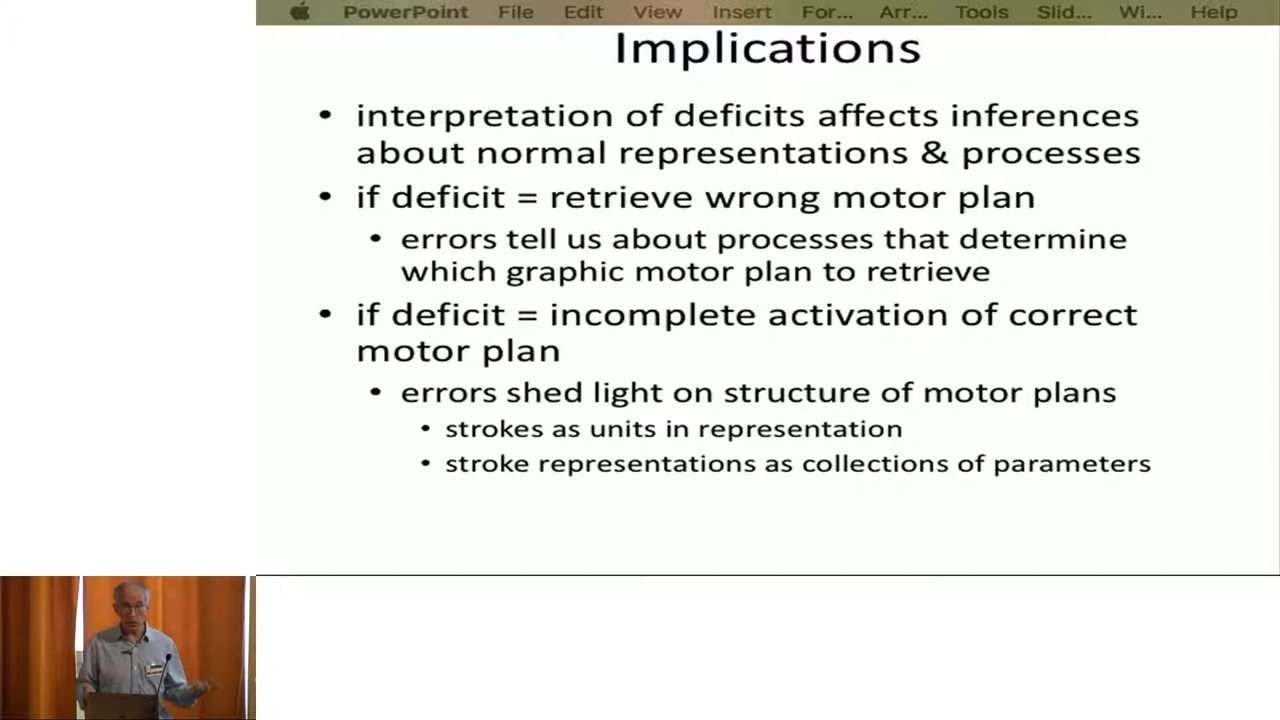 PowerPoint File Edit View Insert For... Arr... Tools Slid... Wi... Help
Implications
• interpretation of deficits affects inferences
about normal representations & processes
• if deficit = retrieve wrong motor plan
• errors tell us about processes that determine
which graphic motor plan to retrieve
• if deficit = incomplete activation of correct
motor plan
• errors shed light on structure of motor plans
• strokes as units in representation
• stroke representations as collections of parameters